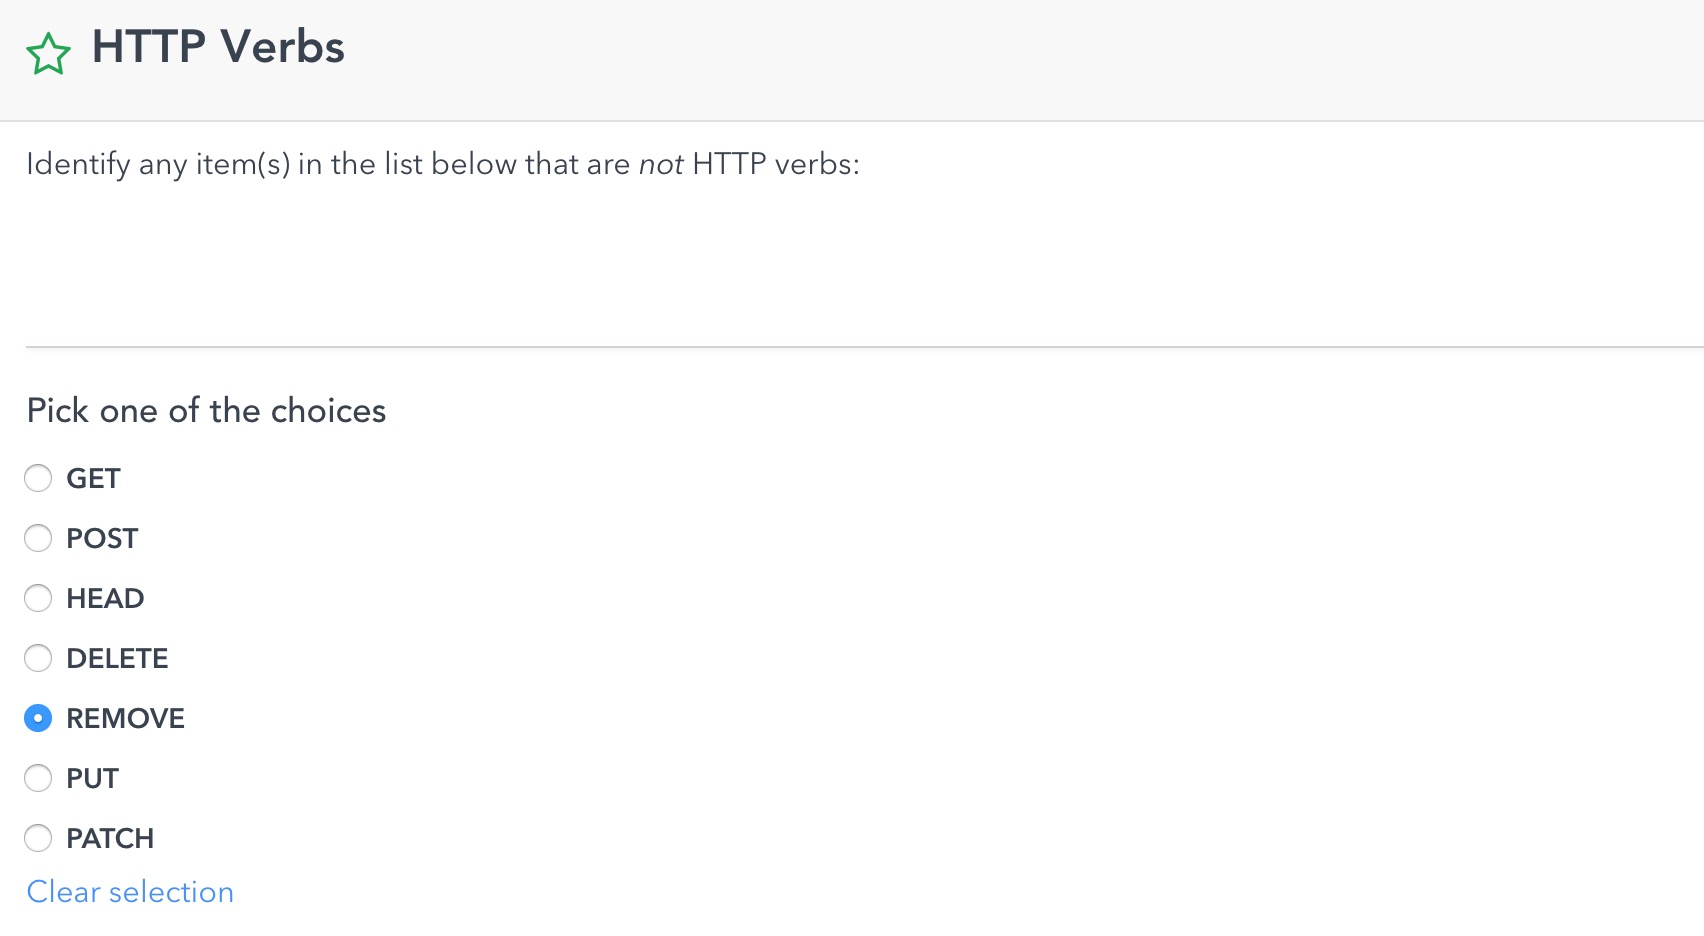 HTTP Verbs
Identify any item(s) in the list below that are not HTTP verbs:
Pick one of the choices
GET
POST
HEAD
DELETE
REMOVE
PUT
PATCH
Clear selection